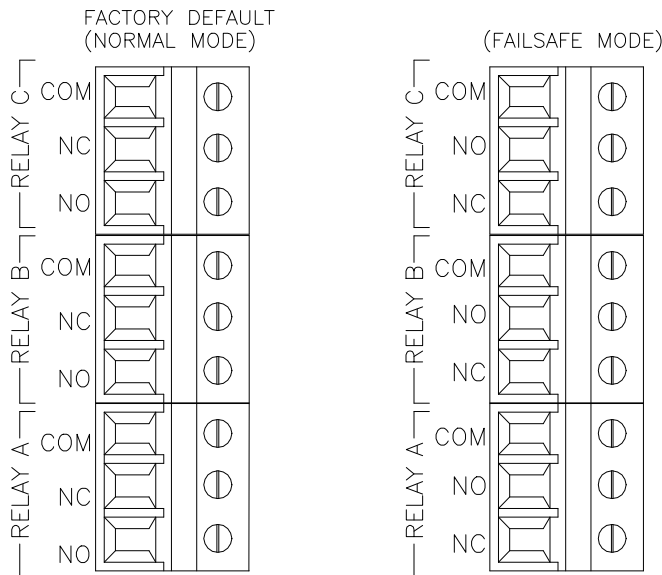 FACTORY DEFAULT
(NORMAL MODE)
RELAY C
COM
NC
NO
RELAY B
COM
NC
NO
RELAY A
COM
NC
NO
(FAILSAFE MODE)
RELAY C
COM
NO
NC
RELAY B
COM
NO
NC
RELAY A
COM
NO
NC